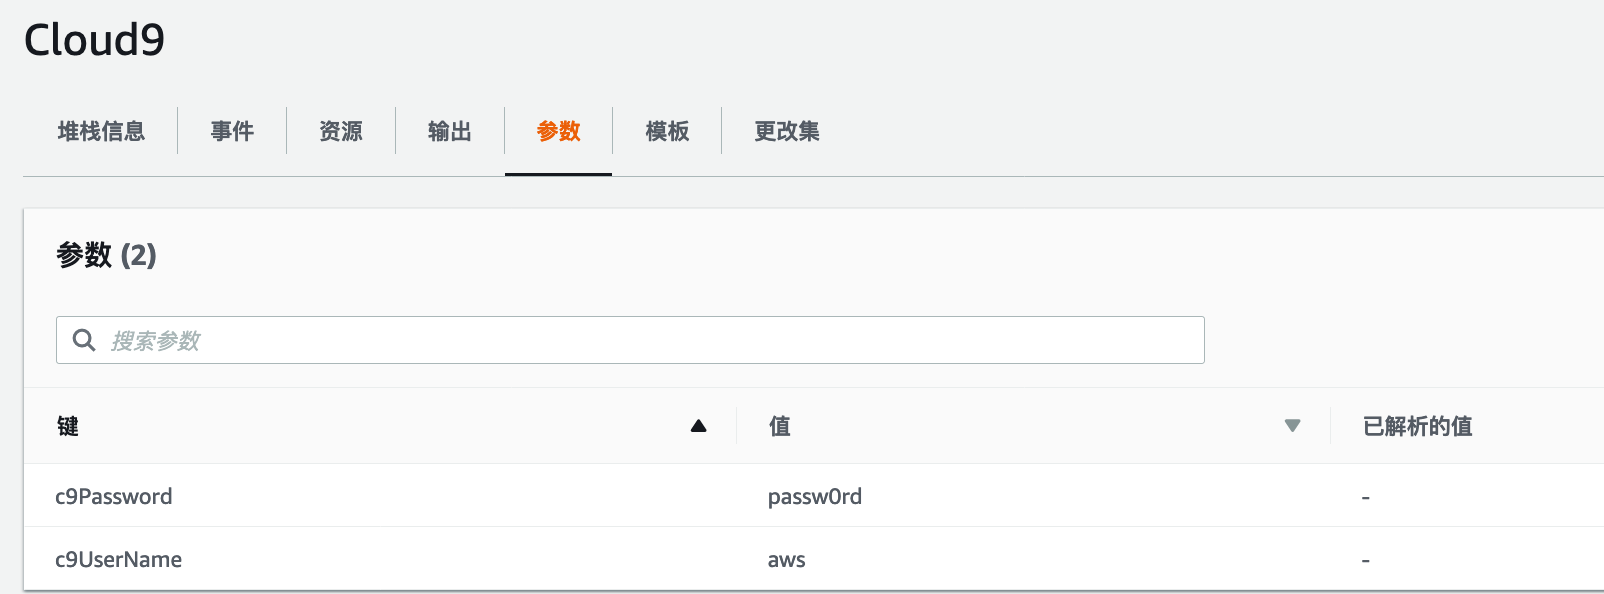 Cloud9
堆栈信息 事件 资源 输出 参数 模板 更改集
参数 (2)
搜索参数
键 值 已解析的值
c9Password passw0rd -
c9UserName aws -